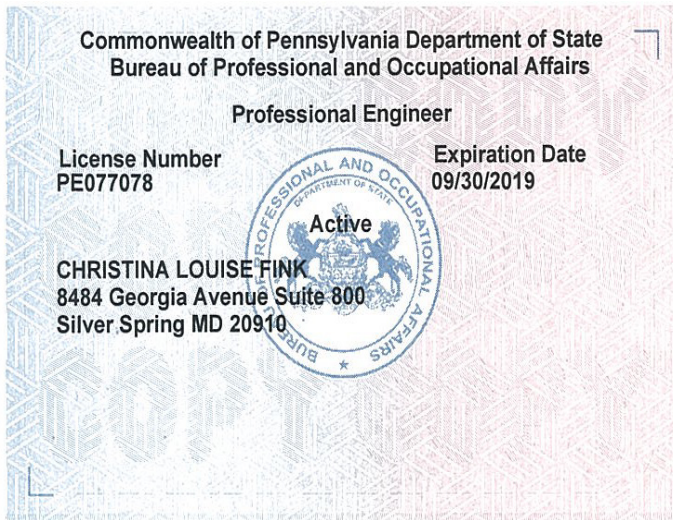 Commonwealth of Pennsylvania Department of State
Bureau of Professional and Occupational Affairs
Professional Engineer
License Number
PE077078
Expiration Date
09/30/2019
BUREAU OF PROFESSIONAL AND OCCUPATIONAL AFFAIRS
DEPARTMENT OF STATE
Active
CHRISTINA LOUISE FINK
8484 Georgia Avenue Suite 800
Silver Spring MD 20910
COPY